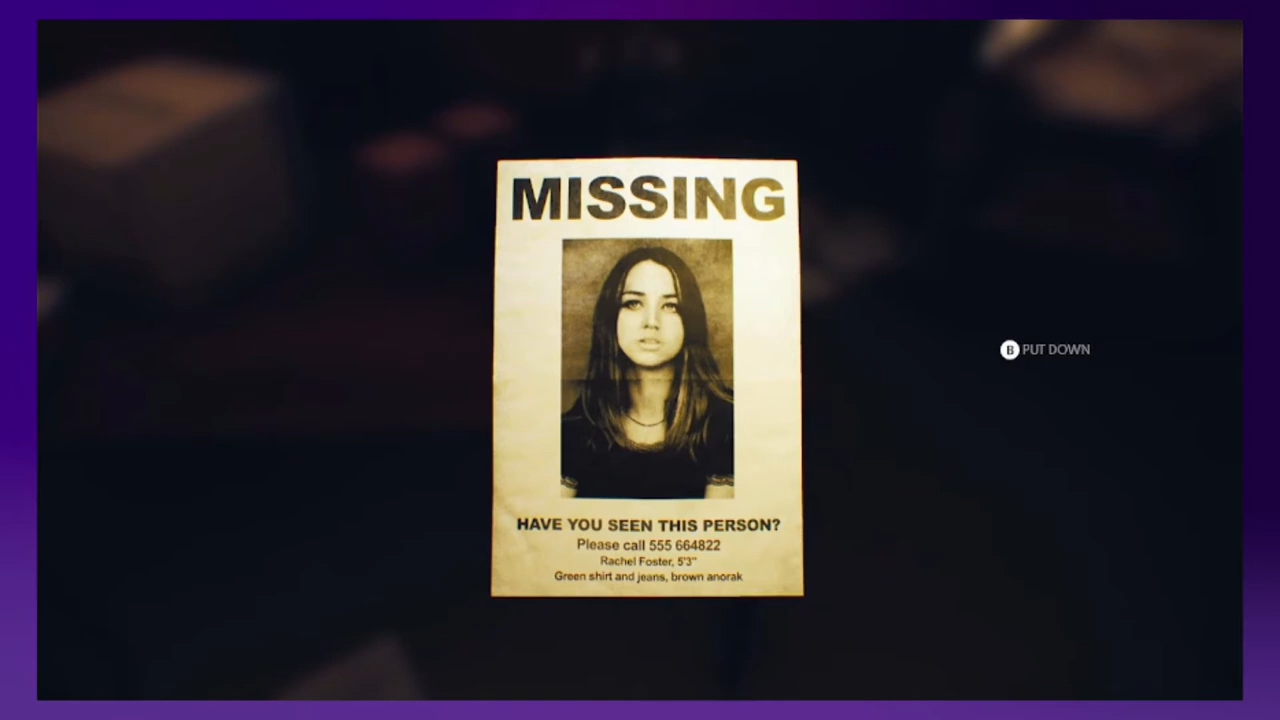 MISSING
B PUT DOWN
HAVE YOU SEEN THIS PERSON?
Please call 555 664822
Rachel Foster, 5'3"
Green shirt and jeans, brown anorak